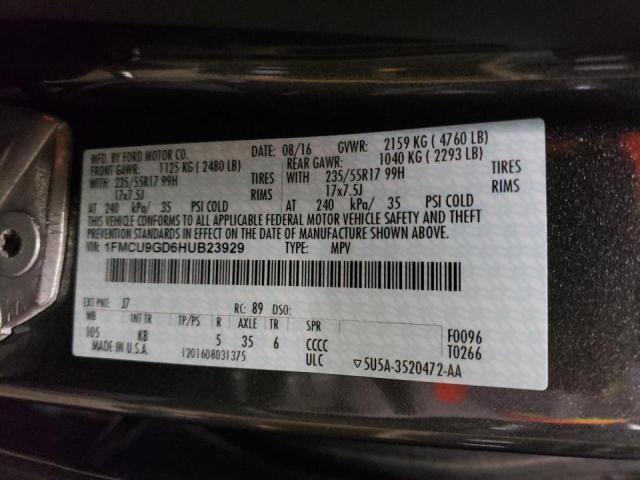 MFD. BY FORD MOTOR CO. DATE: 08/16 GVWR: 2159 KG ( 4760 LB)
FRONT GAWR: 1125 KG ( 2480 LB) REAR GAWR: 1040 KG ( 2293 LB)
WITH 235/55R17 99H TIRES WITH 235/55R17 99H TIRES
17x7.5J RIMS 17x7.5J RIMS
AT 240 kPa/ 35 PSI COLD AT 240 kPa/ 35 PSI COLD
THIS VEHICLE CONFORMS TO ALL APPLICABLE FEDERAL MOTOR VEHICLE SAFETY AND THEFT
PREVENTION STANDARDS IN EFFECT ON THE DATE OF MANUFACTURE SHOWN ABOVE.
VIN: 1FMCU9GD6HUB23929 TYPE: MPV
EXT PNT: J7 RC: 89 DSO:
WB INT TR TP/PS R AXLE TR SPR F0096
105 KB 5 35 6 CCCC T0266
MADE IN U.S.A. 1201608031375 ULC ▽5U5A-3520472-AA